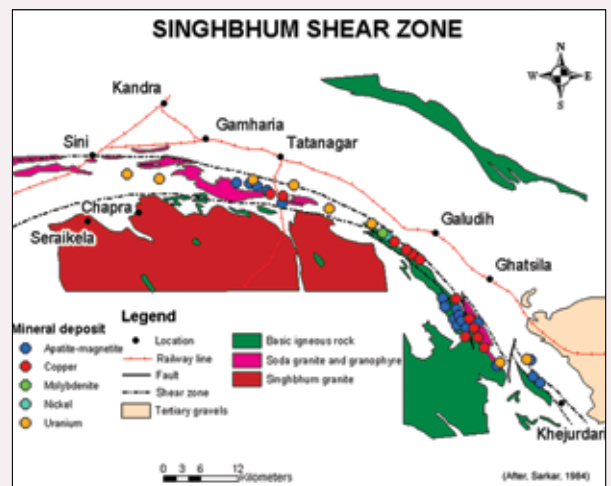 SINGHBHUM SHEAR ZONE
N
W E
S
Kandra
Gamharia
Sini
Tatanagar
Chapra
Seraikela
Galudih
Ghatsila
Khejurdari
Mineral deposit
Apatite-magnetite
Copper
Molybdenite
Nickel
Uranium
Legend
Location
Railway line
Fault
Shear zone
Tertiary gravels
Basic igneous rock
Soda granite and granophyre
Singhbhum granite
0 3 6 12
Kilometers
(After, Sarkar, 1984)